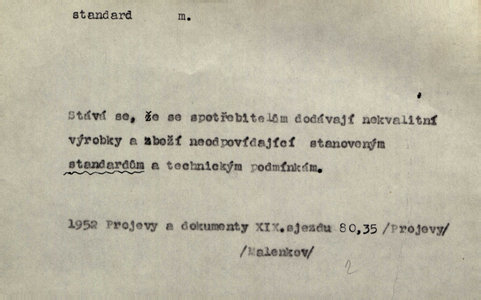 standard m.
Stává se, že se spotřebitelům dodávají nekvalitní
výrobky a zboží neodpovídající stanoveným
standardům a technickým podmínkám.
1952 Projevy a dokumenty XIX.sjezdu 80,35 /Projevy/
/Malenkov/
2